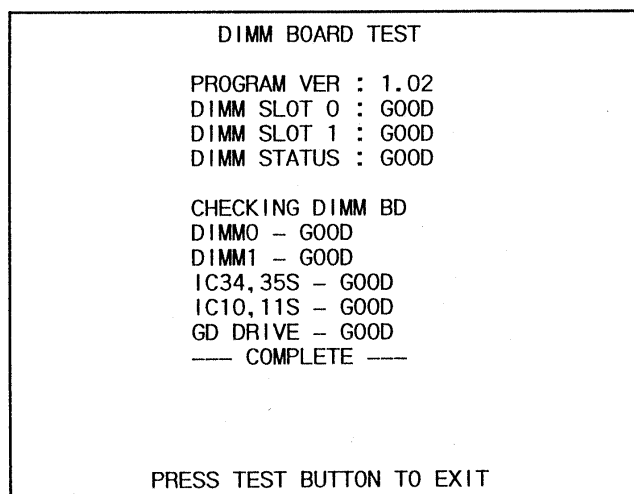 DIMM BOARD TEST
PROGRAM VER : 1.02
DIMM SLOT 0 : GOOD
DIMM SLOT 1 : GOOD
DIMM STATUS : GOOD
CHECKING DIMM BD
DIMM0 – GOOD
DIMM1 – GOOD
IC34,35S – GOOD
IC10,11S – GOOD
GD DRIVE – GOOD
––– COMPLETE –––
PRESS TEST BUTTON TO EXIT